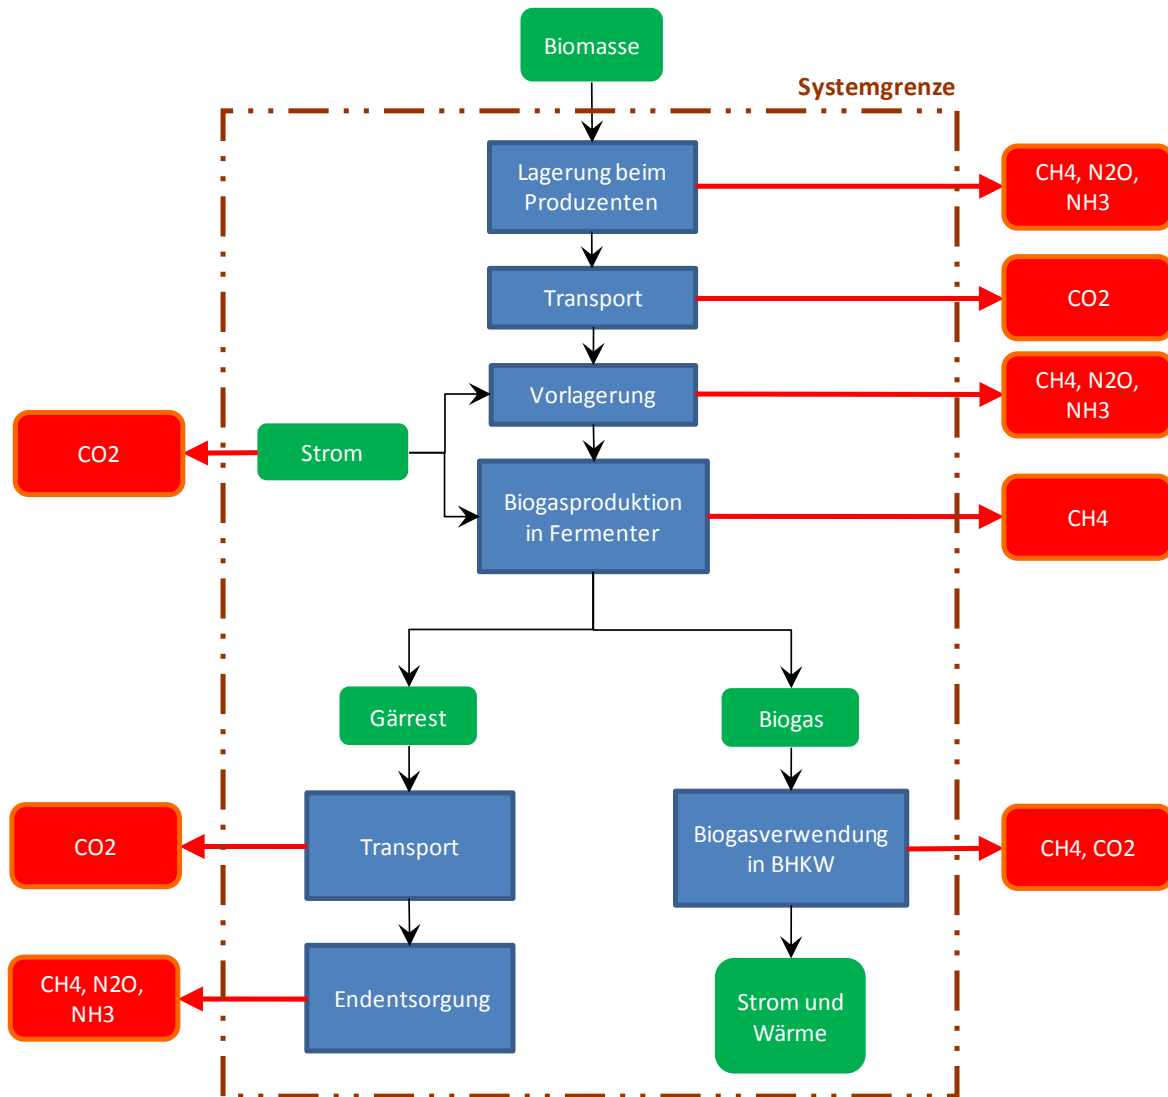 Biomasse
Systemgrenze
Lagerung beim
Produzenten
CH4, N2O,
NH3
Transport
CO2
Vorlagerung
CH4, N2O,
NH3
CO2
Strom
Biogasproduktion
in Fermenter
CH4
Gärrest
Biogas
CO2
Transport
Biogasverwendung
in BHKW
CH4, CO2
CH4, N2O,
NH3
Endentsorgung
Strom und
Wärme